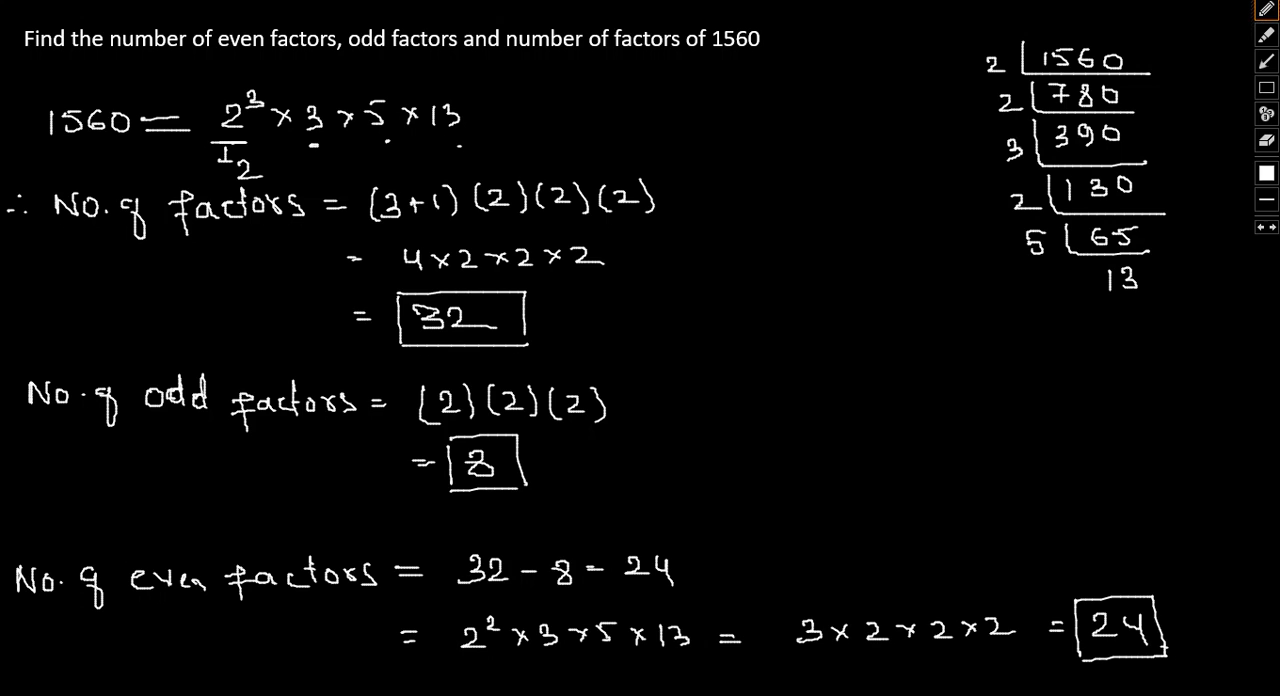 Find the number of even factors, odd factors and number of factors of 1560
1560 = 2³ × 3 × 5 × 13
I₂
∴ No. of factors = (3+1) (2) (2) (2)
= 4 × 2 × 2 × 2
= 32
No. of odd factors = (2) (2) (2)
= 8
No. of even factors = 32 - 8 = 24
= 2² × 3 × 5 × 13 = 3 × 2 × 2 × 2 = 24
2 1560
2 780
3 390
2 130
5 65
13